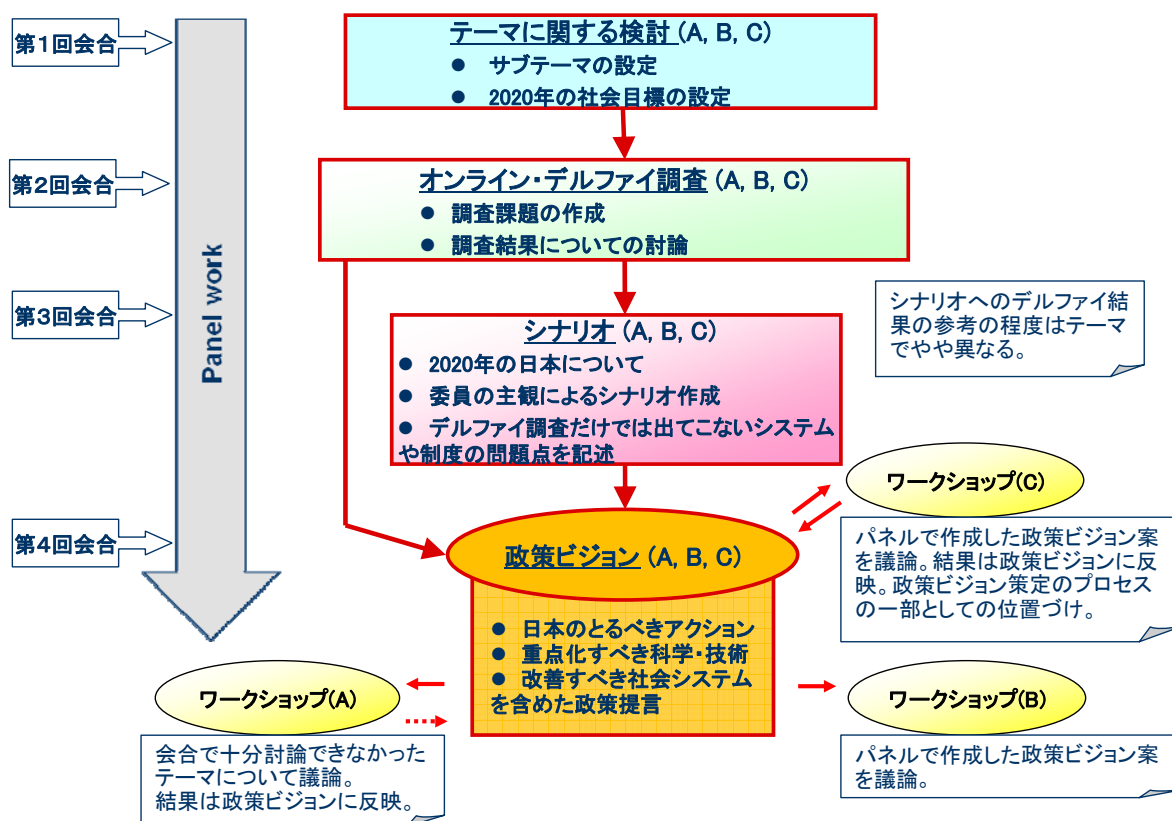 第1回会合
テーマに関する検討 (A, B, C)
● サブテーマの設定
● 2020年の社会目標の設定
第2回会合
オンライン・デルファイ調査 (A, B, C)
● 調査課題の作成
● 調査結果についての討論
Panel work
第3回会合
シナリオへのデルファイ結
果の参考の程度はテーマ
でやや異なる。
シナリオ (A, B, C)
● 2020年の日本について
● 委員の主観によるシナリオ作成
● デルファイ調査だけでは出てこないシステム
や制度の問題点を記述
ワークショップ(C)
パネルで作成した政策ビジョン案
を議論。結果は政策ビジョンに反
映。政策ビジョン策定のプロセス
の一部としての位置づけ。
第4回会合
政策ビジョン (A, B, C)
● 日本のとるべきアクション
● 重点化すべき科学・技術
● 改善すべき社会システム
を含めた政策提言
ワークショップ(A)
会合で十分討論できなかった
テーマについて議論。
結果は政策ビジョンに反映。
ワークショップ(B)
パネルで作成した政策ビジョン案
を議論。